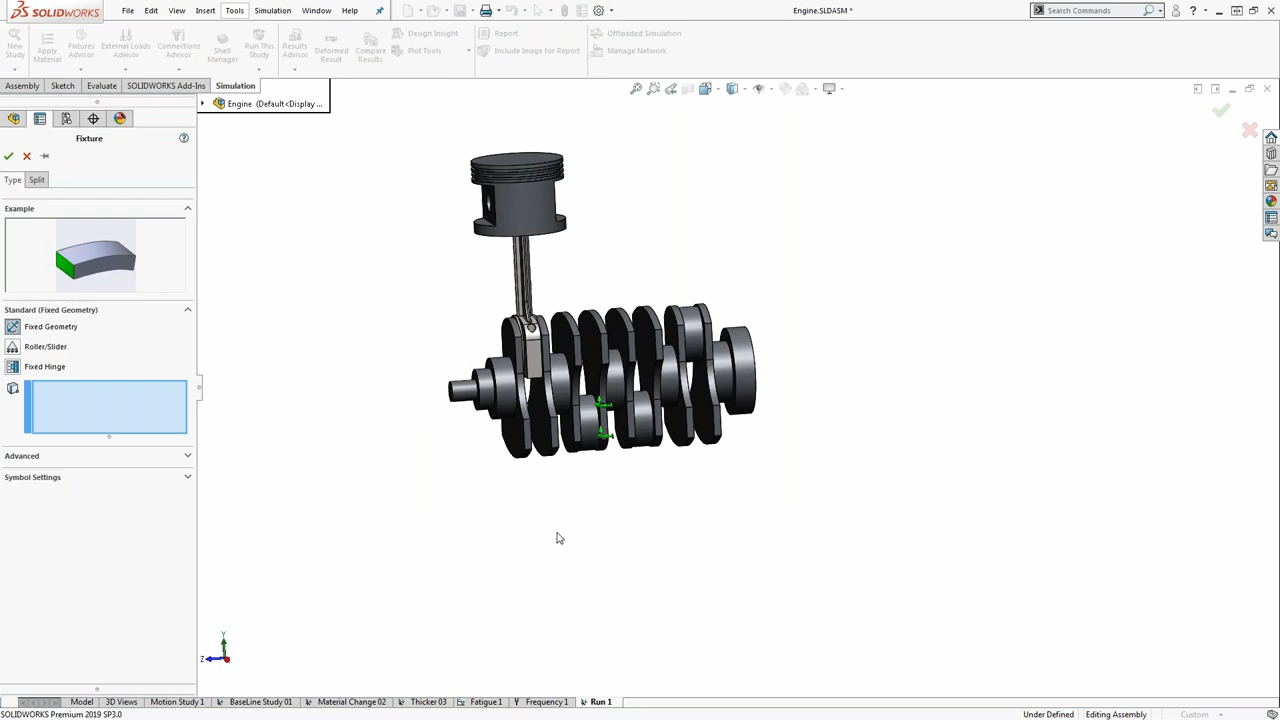 SOLIDWORKS
File Edit View Insert Tools Simulation Window Help
Engine.SLDASM *
Search Commands
New Study
Apply Material
Fixtures Advisor
External Loads Advisor
Connections Advisor
Shell Manager
Run This Study
Results Advisor
Deformed Result
Compare Results
Design Insight
Plot Tools
Report
Include Image for Report
Offloaded Simulation
Manage Network
Assembly Sketch Evaluate SOLIDWORKS Add-Ins Simulation
Engine (Default<Display ...
Fixture
Type Split
Example
Standard (Fixed Geometry)
Fixed Geometry
Roller/Slider
Fixed Hinge
Advanced
Symbol Settings
Y
Z
Model 3D Views Motion Study 1 BaseLine Study 01 Material Change 02 Thicker 03 Fatigue 1 Frequency 1 Run 1
SOLIDWORKS Premium 2019 SP3.0
Under Defined Editing Assembly Custom